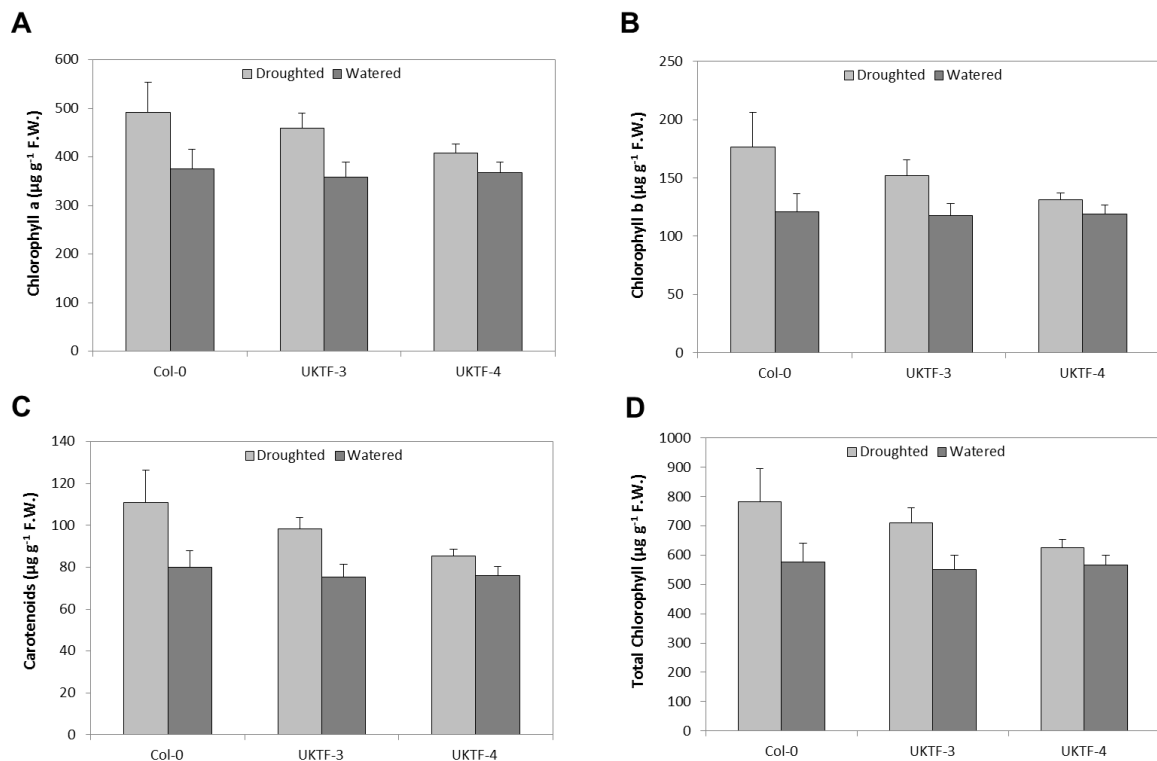 A
Chlorophyll a (µg g⁻¹ F.W.)
600
500
400
300
200
100
0
Droughted Watered
Col-0 UKTF-3 UKTF-4
B
Chlorophyll b (µg g⁻¹ F.W.)
250
200
150
100
50
0
Droughted Watered
Col-0 UKTF-3 UKTF-4
C
Carotenoids (µg g⁻¹ F.W.)
140
120
100
80
60
40
20
0
Droughted Watered
Col-0 UKTF-3 UKTF-4
D
Total Chlorophyll (µg g⁻¹ F.W.)
1000
900
800
700
600
500
400
300
200
100
0
Droughted Watered
Col-0 UKTF-3 UKTF-4